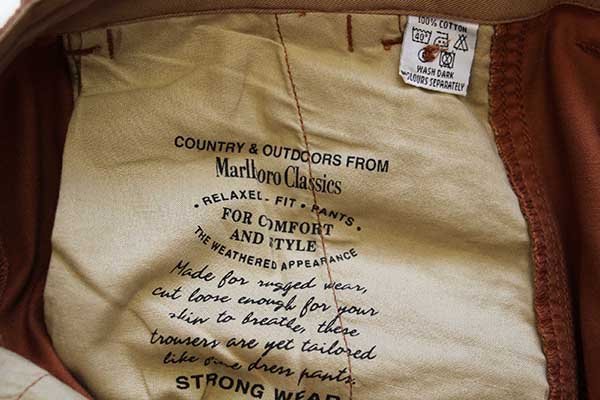 100% COTTON
40°
WASH DARK
COLOURS SEPARATELY
COUNTRY & OUTDOORS FROM
Marlboro Classics
• RELAXED - FIT • PANTS •
FOR COMFORT
AND STYLE
THE WEATHERED APPEARANCE
Made for rugged wear,
cut loose enough for your
skin to breathe, these
trousers are yet tailored
like fine dress pants.
STRONG WEAR